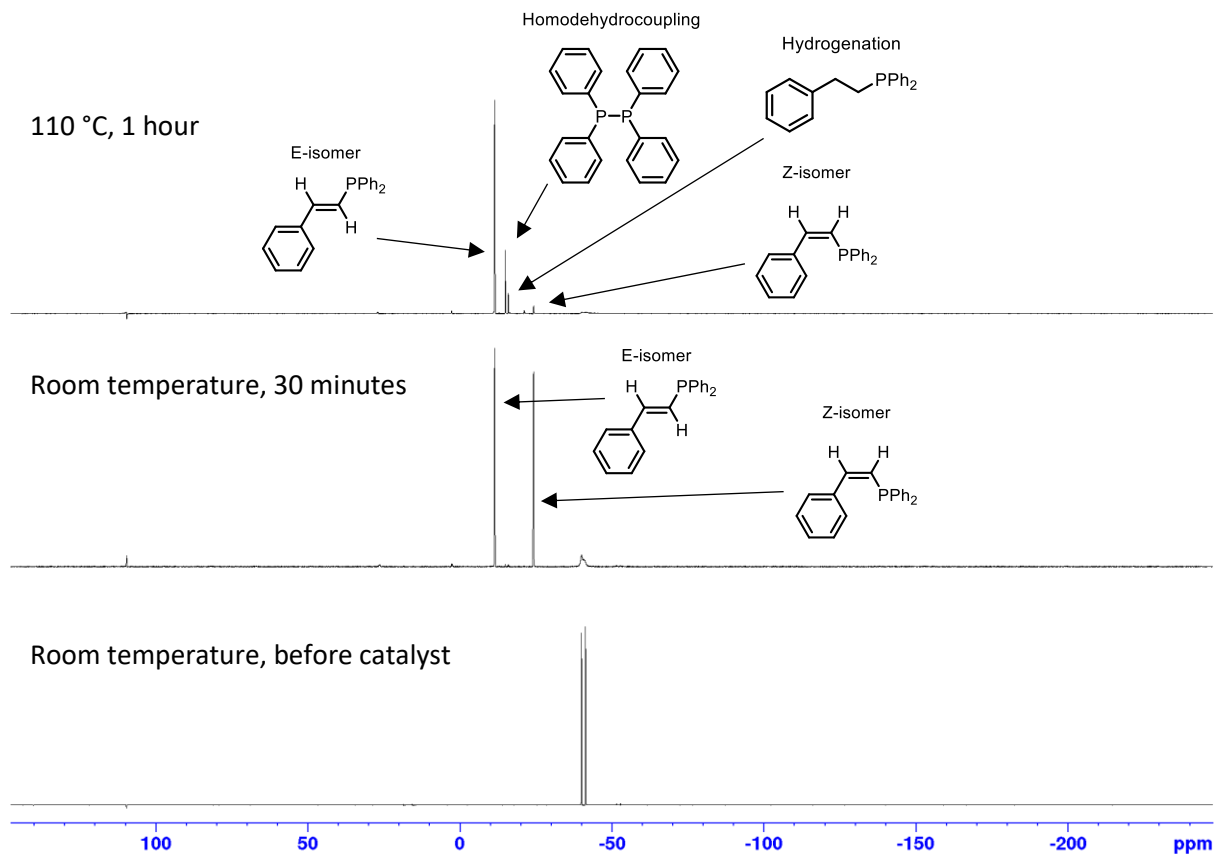 Homodehydrocoupling
Hydrogenation
PPh2
P P
110 °C, 1 hour
E-isomer
H PPh2
H
Z-isomer
H H
PPh2
Room temperature, 30 minutes
E-isomer
H PPh2
H
Z-isomer
H H
PPh2
Room temperature, before catalyst
100 50 0 -50 -100 -150 -200 ppm